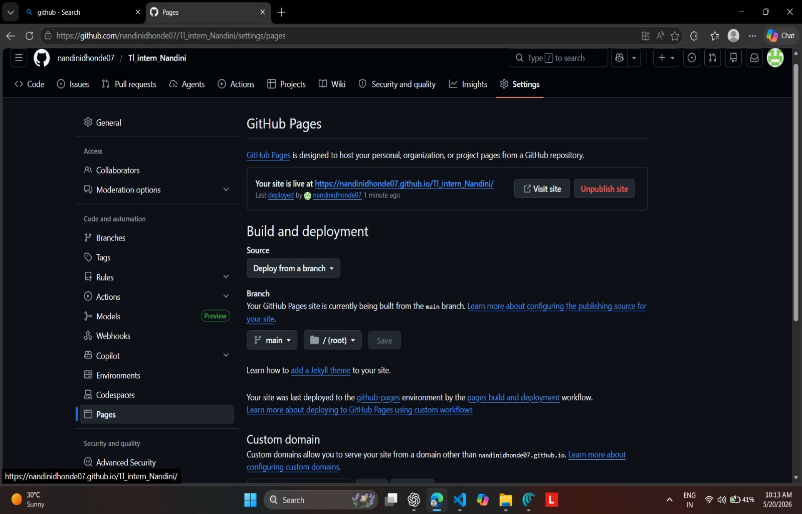 github - Search
Pages
https://github.com/nandinidhonde07/TI_intern_Nandini/settings/pages
Chat
nandinidhonde07 / TI_intern_Nandini
Type / to search
Code
Issues
Pull requests
Agents
Actions
Projects
Wiki
Security and quality
Insights
Settings
General
Access
Collaborators
Moderation options
Code and automation
Branches
Tags
Rules
Actions
Models
Preview
Webhooks
Copilot
Environments
Codespaces
Pages
Security and quality
Advanced Security
GitHub Pages
GitHub Pages is designed to host your personal, organization, or project pages from a GitHub repository.
Your site is live at https://nandinidhonde07.github.io/TI_intern_Nandini/
Last deployed by nandinidhonde07 1 minute ago
Visit site
Unpublish site
Build and deployment
Source
Deploy from a branch
Branch
Your GitHub Pages site is currently being built from the main branch. Learn more about configuring the publishing source for
your site.
main
/ (root)
Save
Learn how to add a Jekyll theme to your site.
Your site was last deployed to the github-pages environment by the pages build and deployment workflow.
Learn more about deploying to GitHub Pages using custom workflows
Custom domain
Custom domains allow you to serve your site from a domain other than nandinidhonde07.github.io. Learn more about
configuring custom domains.
https://nandinidhonde07.github.io/TI_intern_Nandini/
30°C
Sunny
Search
L
ENG
IN
41%
10:13 AM
5/20/2026